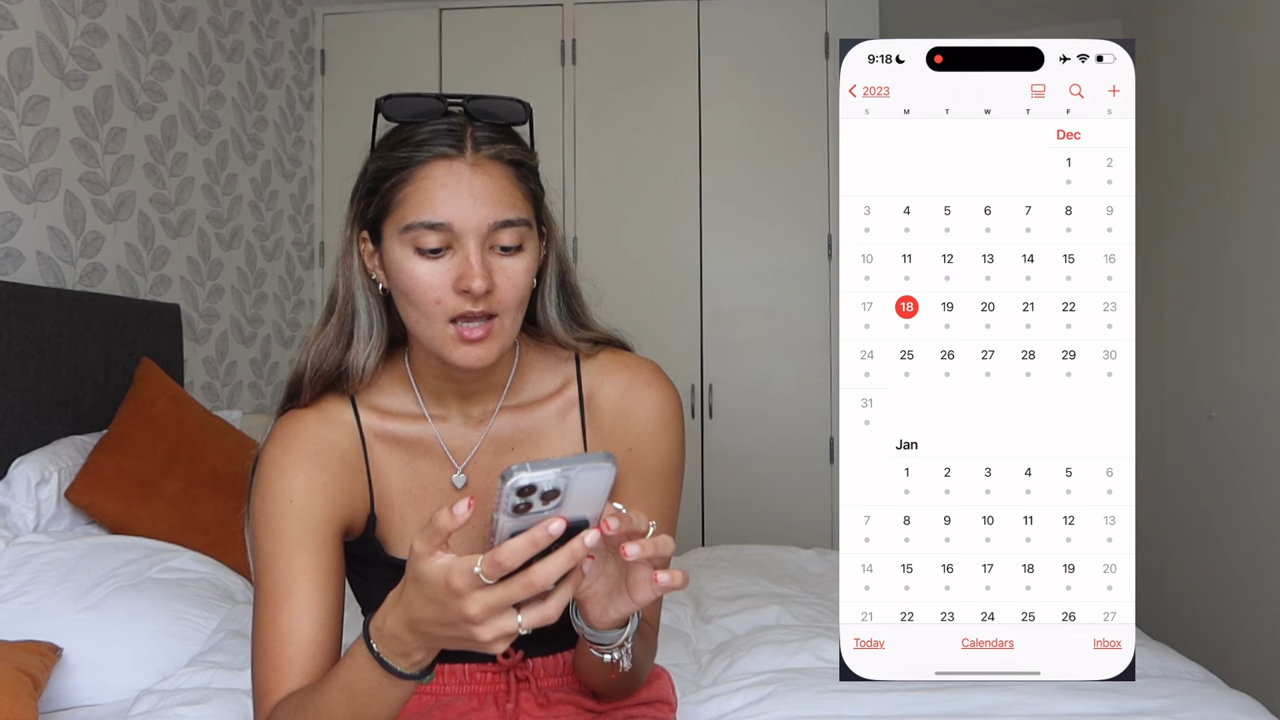 9:18
2023
S M T W T F S
Dec
1 2
3 4 5 6 7 8 9
10 11 12 13 14 15 16
17 18 19 20 21 22 23
24 25 26 27 28 29 30
31
Jan
1 2 3 4 5 6
7 8 9 10 11 12 13
14 15 16 17 18 19 20
21 22 23 24 25 26 27
Today Calendars Inbox